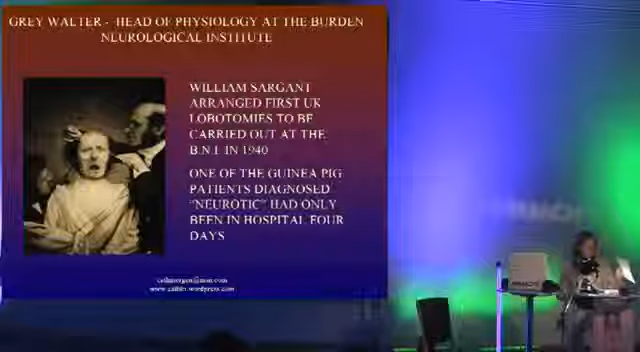 GREY WALTER - HEAD OF PHYSIOLOGY AT THE BURDEN
NEUROLOGICAL INSTITUTE
WILLIAM SARGANT
ARRANGED FIRST UK
LOBOTOMIES TO BE
CARRIED OUT AT THE
B.N.I. IN 1940
ONE OF THE GUINEA PIG
PATIENTS DIAGNOSED
"NEUROTIC" HAD ONLY
BEEN IN HOSPITAL FOUR
DAYS